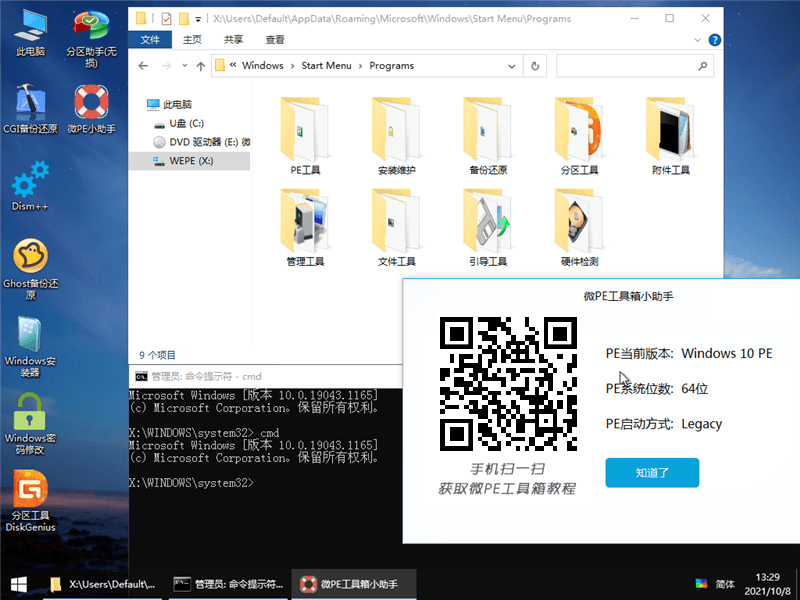 此电脑
分区助手(无
损)
CGI备份还原
微PE小助手
Dism++
Ghost备份还
原
Windows安
装器
Windows密
码修改
分区工具
DiskGenius
X:\Users\Default\AppData\Roaming\Microsoft\Windows\Start Menu\Programs
文件
主页
共享
查看
« Windows › Start Menu › Programs
此电脑
U盘 (C:)
DVD 驱动器 (E:) 微
WEPE (X:)
PE工具
安装维护
备份还原
分区工具
附件工具
管理工具
文件工具
引导工具
硬件检测
9 个项目
管理员: 命令提示符 - cmd
Microsoft Windows [版本 10.0.19043.1165]
(c) Microsoft Corporation。保留所有权利。
X:\WINDOWS\system32> cmd
Microsoft Windows [版本 10.0.19043.1165]
(c) Microsoft Corporation。保留所有权利。
X:\WINDOWS\system32>
微PE工具箱小助手
PE当前版本: Windows 10 PE
PE系统位数: 64位
PE启动方式: Legacy
知道了
手机扫一扫
获取微PE工具箱教程
X:\Users\Default\...
管理员: 命令提示符...
微PE工具箱小助手
简体
13:29
2021/10/8